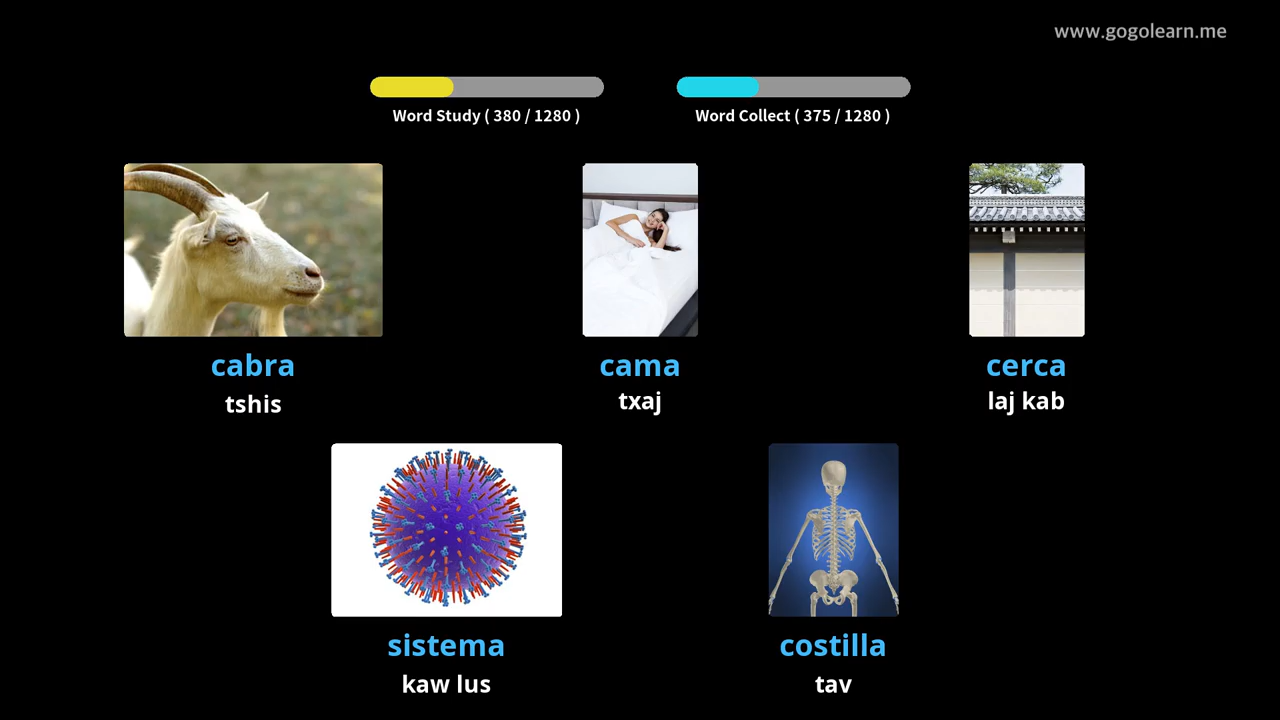 www.gogolearn.me
Word Study ( 380 / 1280 )
Word Collect ( 375 / 1280 )
cabra
tshis
cama
txaj
cerca
laj kab
sistema
kaw lus
costilla
tav